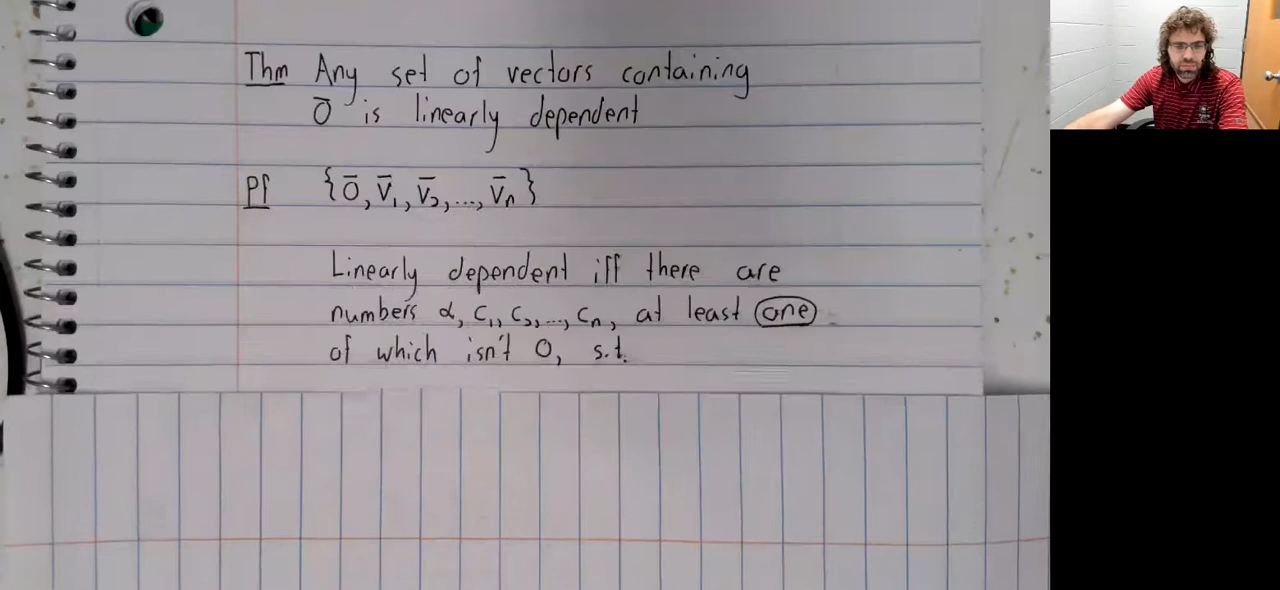 Thm Any set of vectors containing
0̄ is linearly dependent
Pf {0̄, v̄₁, v̄₂, ..., v̄ₙ}
Linearly dependent iff there are
numbers α, c₁, c₂, ..., cₙ, at least one
of which isn't 0, s.t.